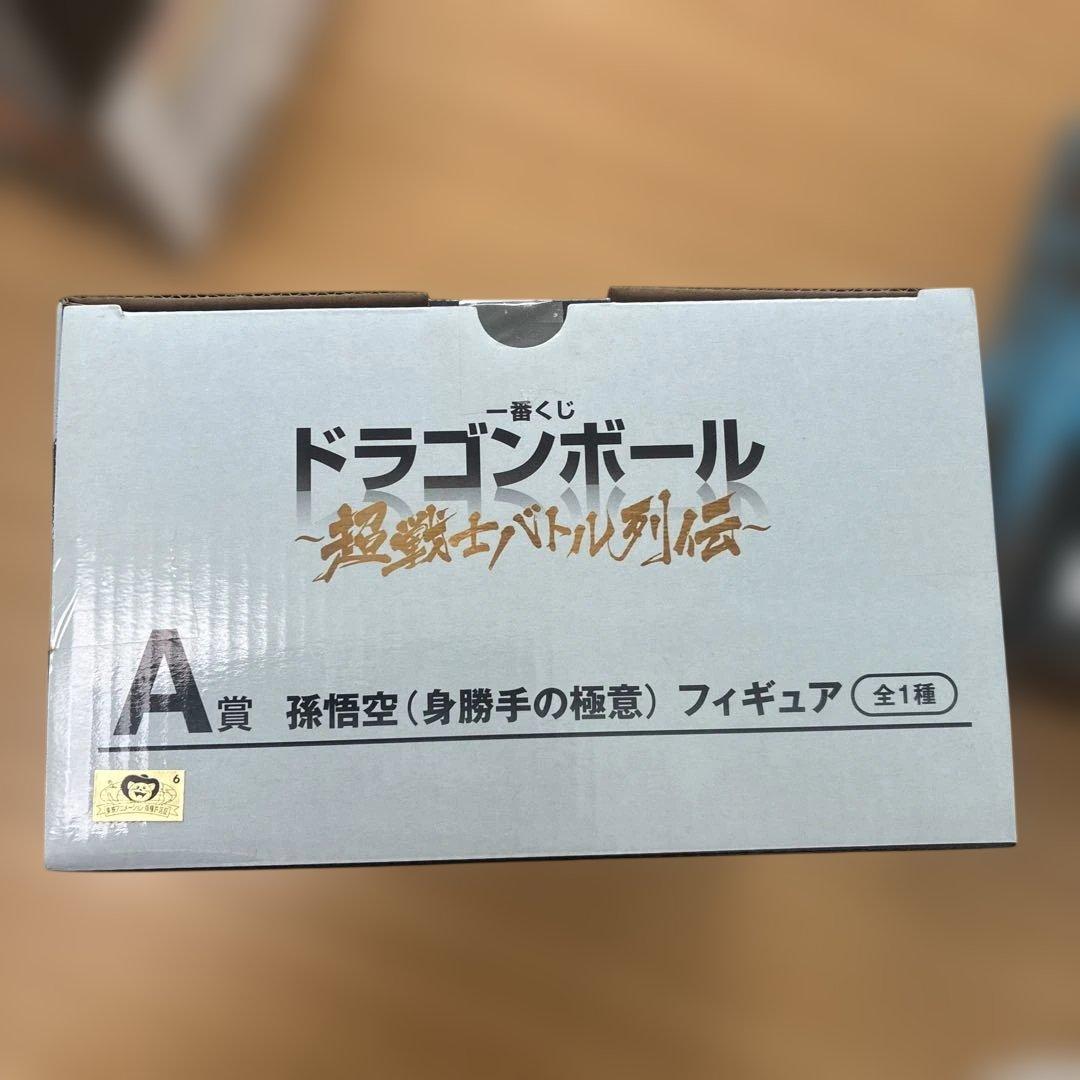 一番くじ
ドラゴンボール
~超戦士バトル列伝~
A賞 孫悟空(身勝手の極意) フィギュア 全1種
6